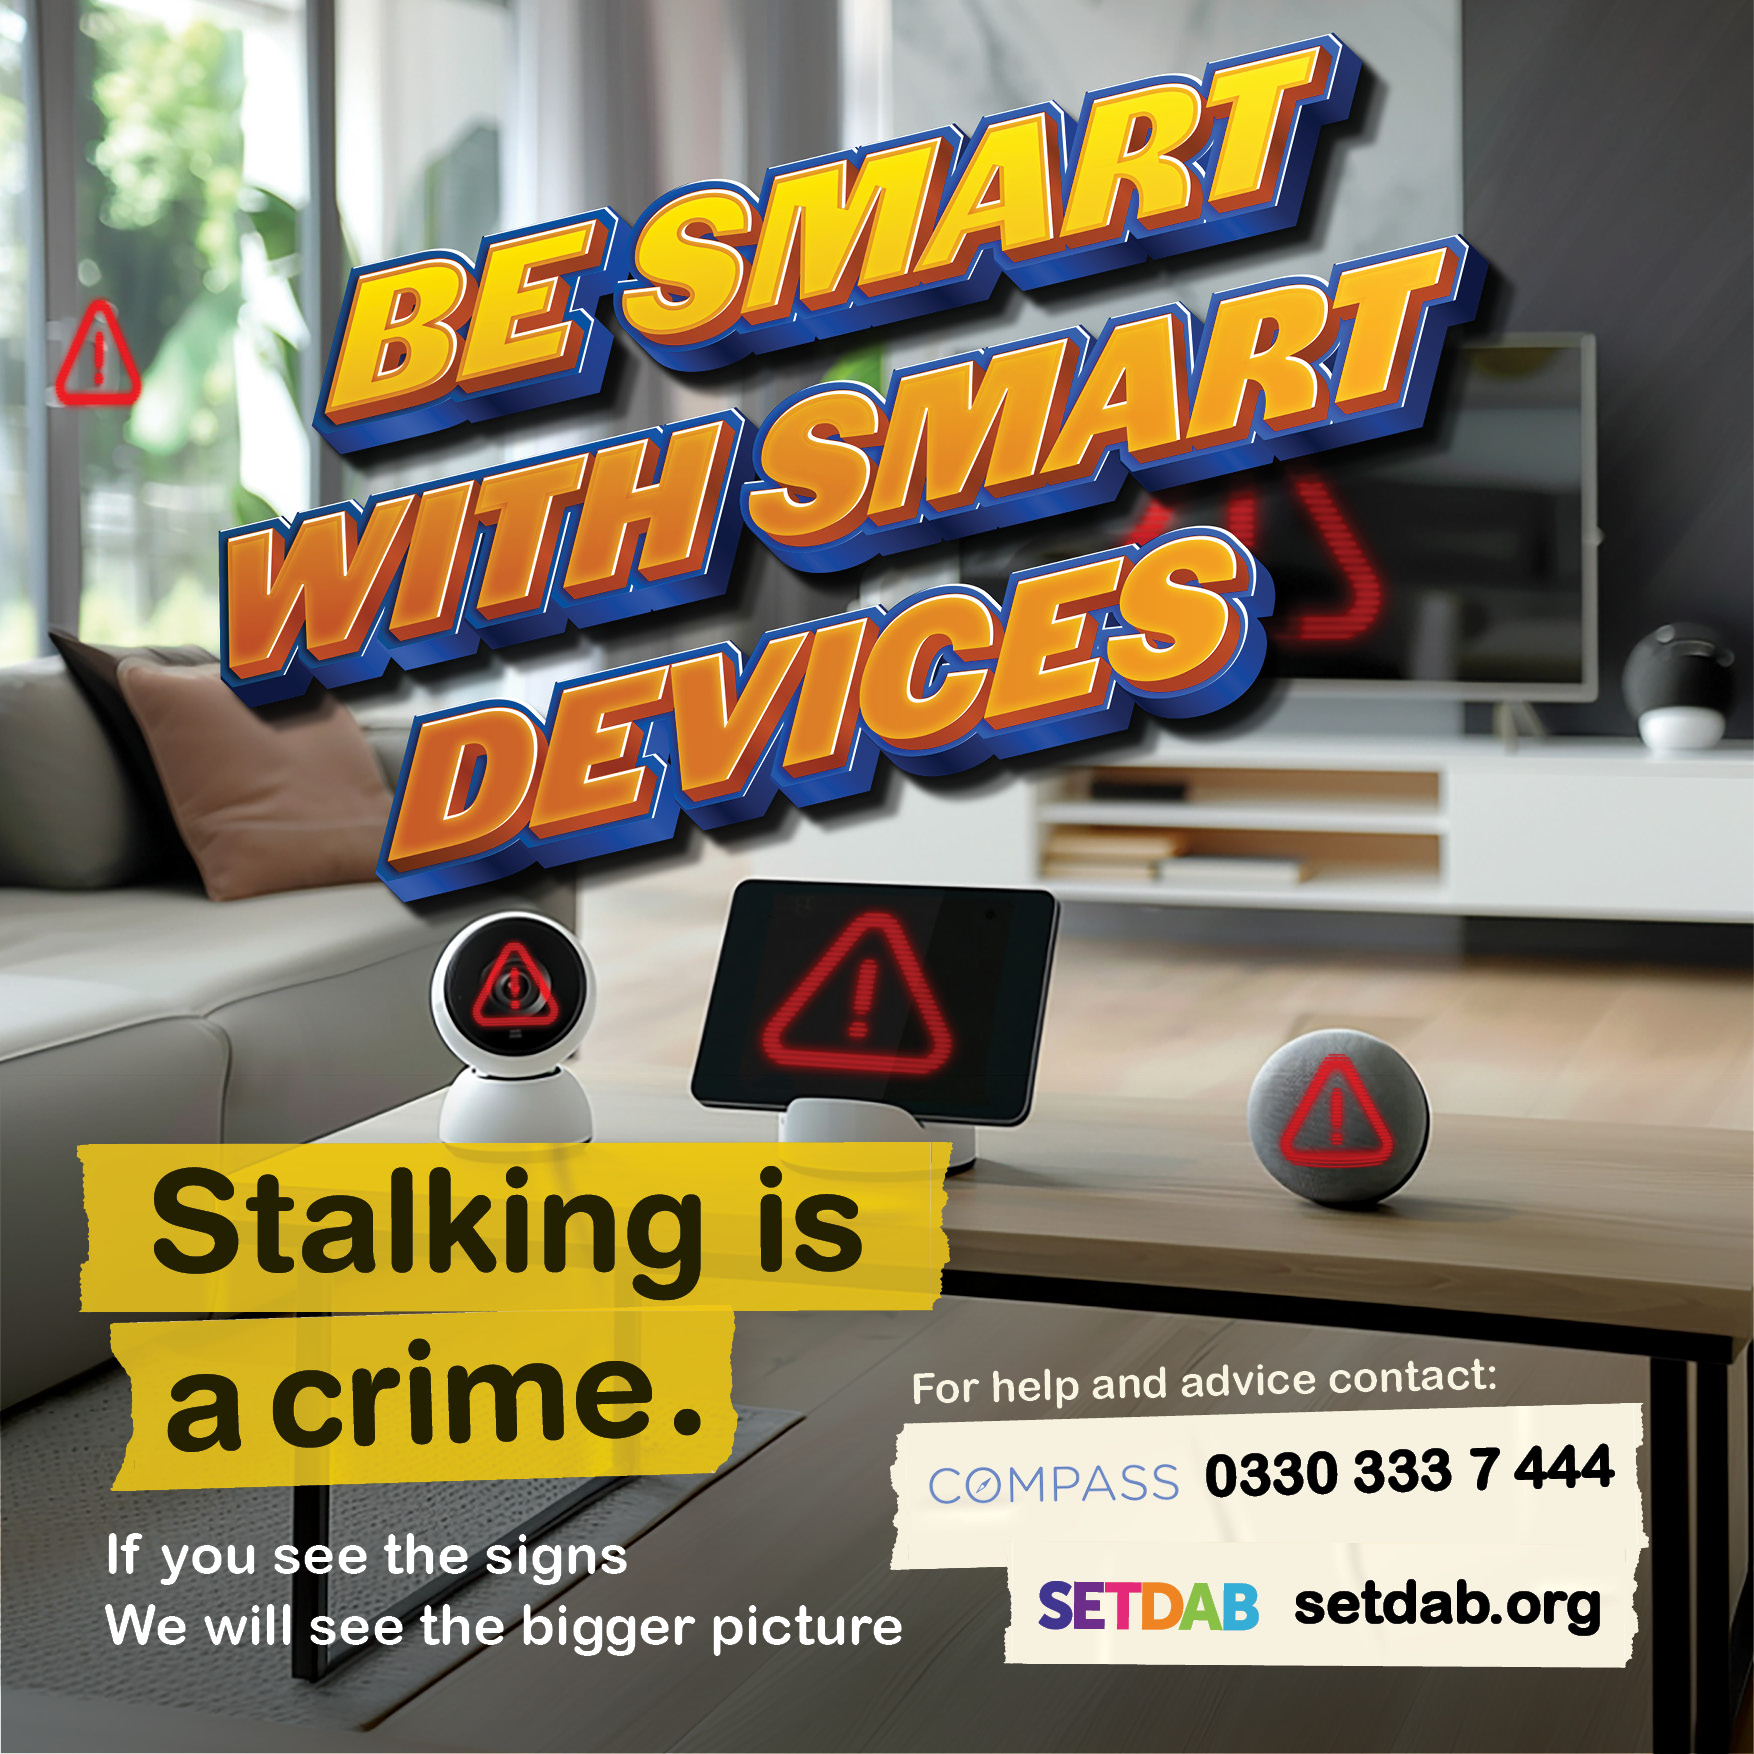 BE SMART
WITH SMART
DEVICES
Stalking is
a crime.
If you see the signs
We will see the bigger picture
For help and advice contact:
COMPASS 0330 333 7 444
SETDAB setdab.org